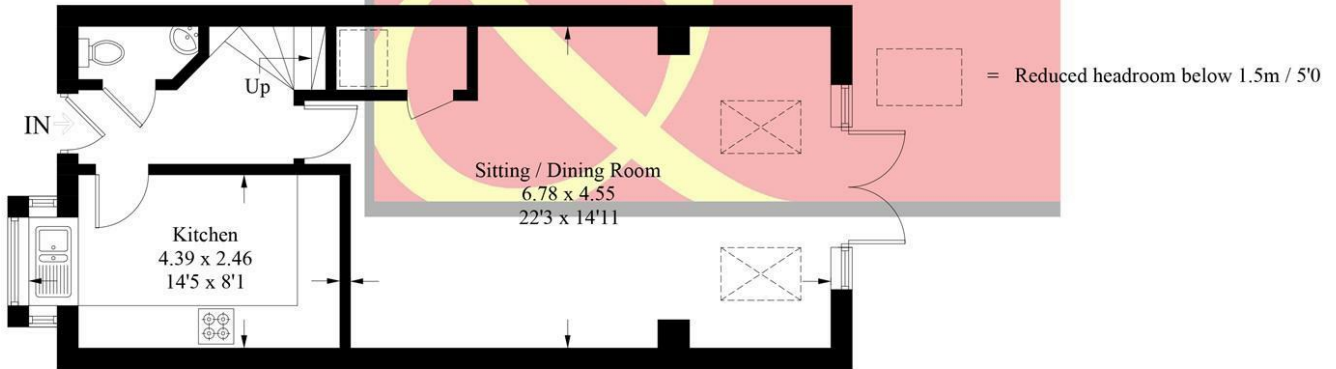 Up
IN
= Reduced headroom below 1.5m / 5'0
Sitting / Dining Room
6.78 x 4.55
22'3 x 14'11
Kitchen
4.39 x 2.46
14'5 x 8'1